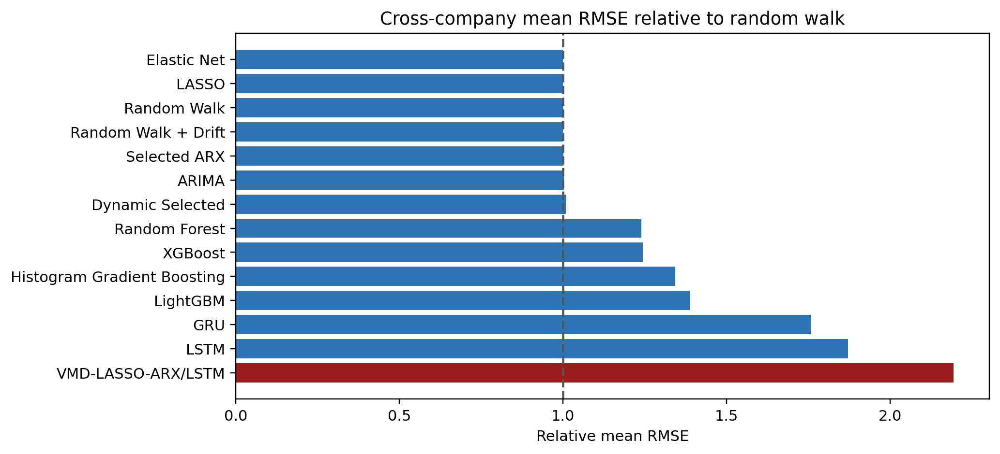 Cross-company mean RMSE relative to random walk
Elastic Net
LASSO
Random Walk
Random Walk + Drift
Selected ARX
ARIMA
Dynamic Selected
Random Forest
XGBoost
Histogram Gradient Boosting
LightGBM
GRU
LSTM
VMD-LASSO-ARX/LSTM
0.0 0.5 1.0 1.5 2.0
Relative mean RMSE